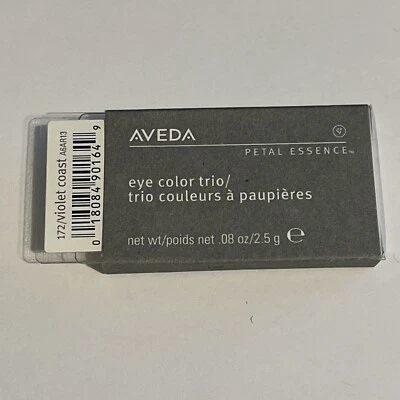 172/violet coast A6AR13
0 18084 90164 9
AVEDA
PETAL ESSENCE™
eye color trio/
trio couleurs à paupières
net wt/poids net .08 oz/2.5 g ℮